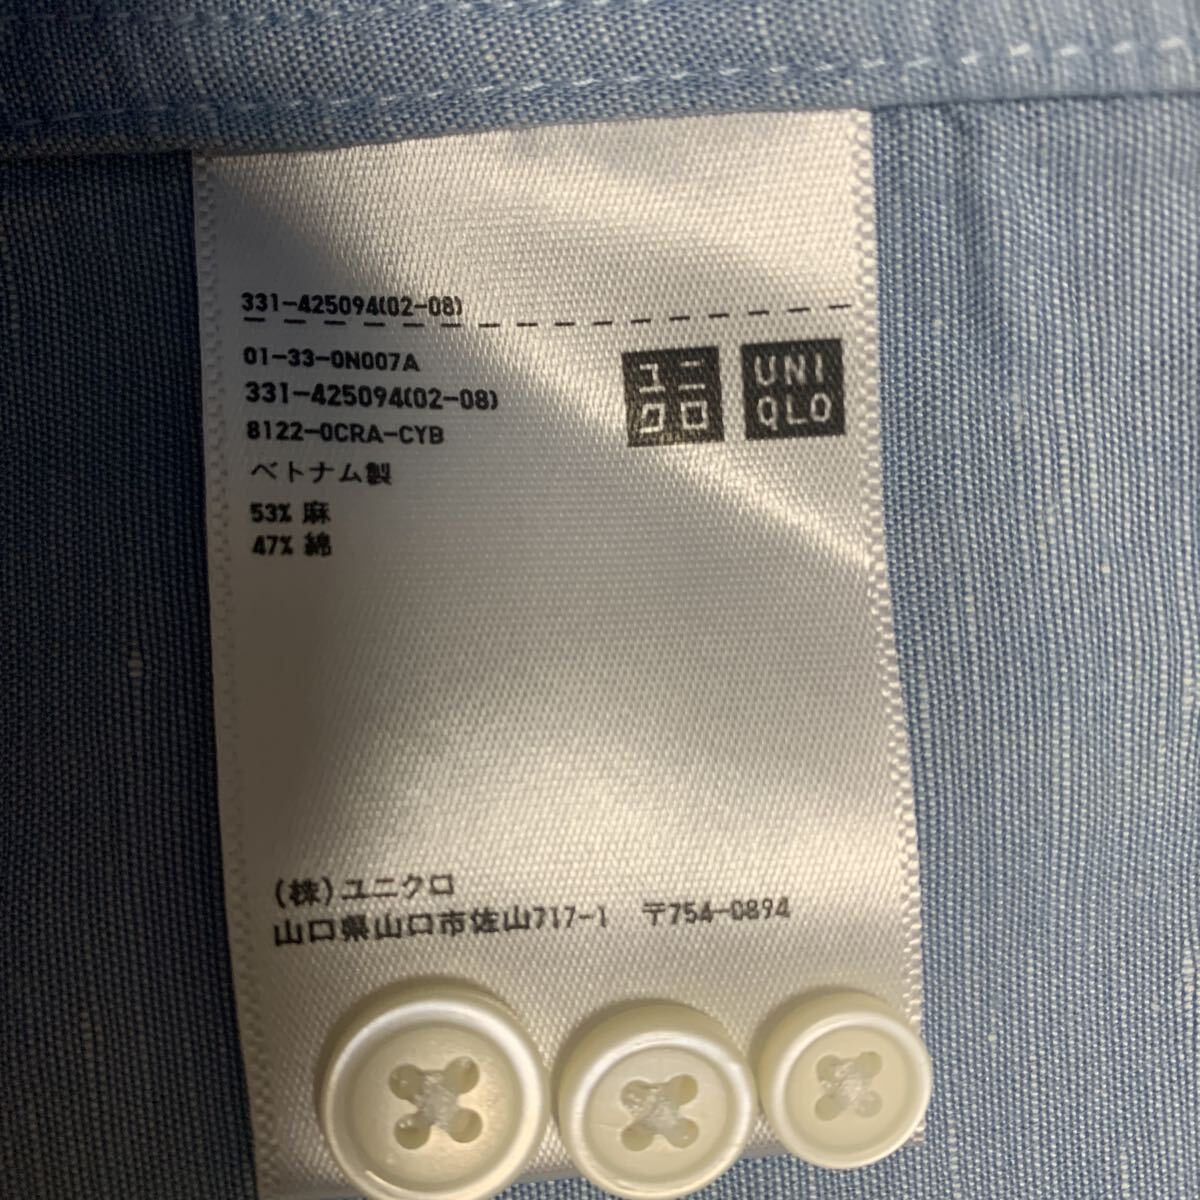 331-425094(02-08)
01-33-0N007A
331-425094(02-08)
8122-0CRA-CYB
ベトナム製
53% 麻
47% 綿
ユニ
クロ
UNI
QLO
(株)ユニクロ
山口県山口市佐山717-1 〒754-0894